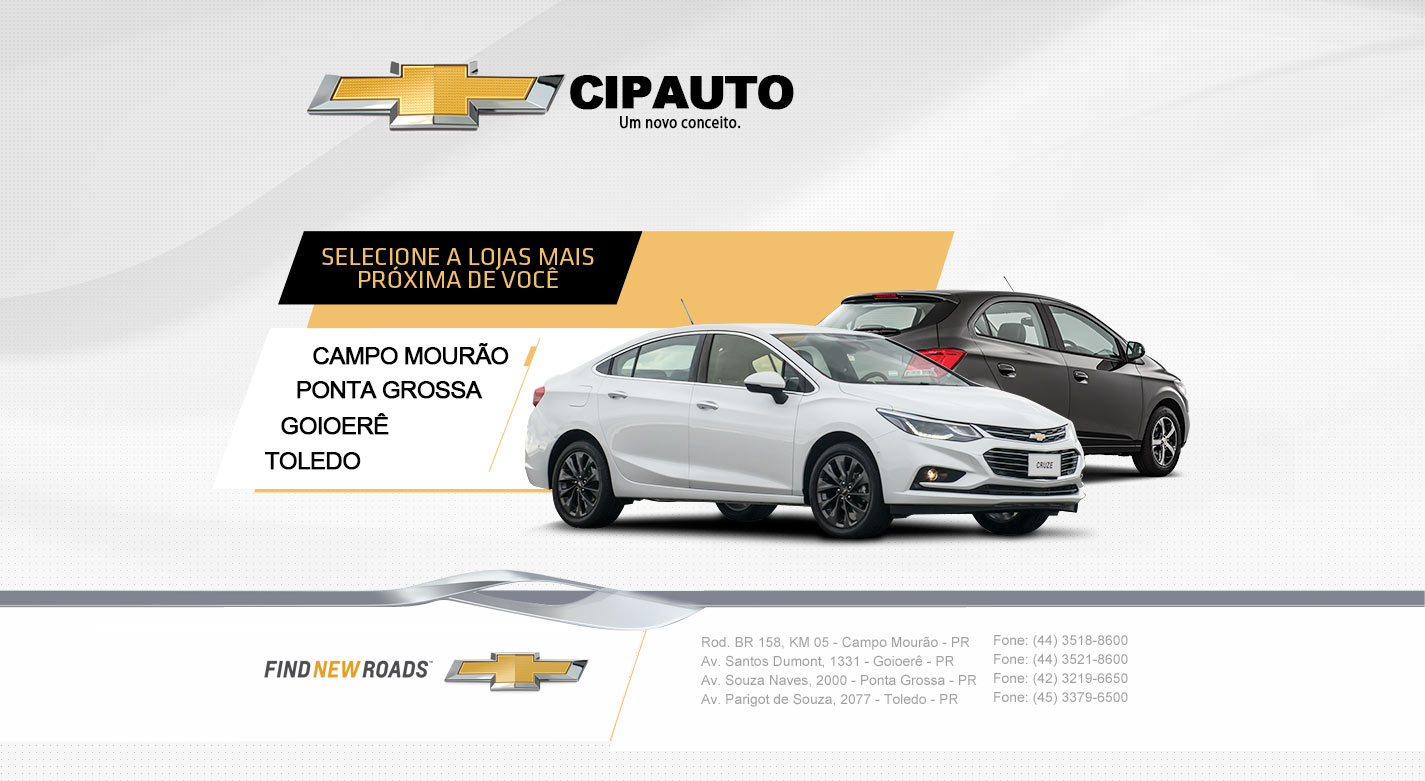 CIPAUTO
Um novo conceito.
SELECIONE A LOJAS MAIS
PRÓXIMA DE VOCÊ
CAMPO MOURÃO
PONTA GROSSA
GOIOERÊ
TOLEDO
CRUZE
FIND NEW ROADS™
Rod. BR 158, KM 05 - Campo Mourão - PR Fone: (44) 3518-8600
Av. Santos Dumont, 1331 - Goioerê - PR Fone: (44) 3521-8600
Av. Souza Naves, 2000 - Ponta Grossa - PR Fone: (42) 3219-6650
Av. Parigot de Souza, 2077 - Toledo - PR Fone: (45) 3379-6500